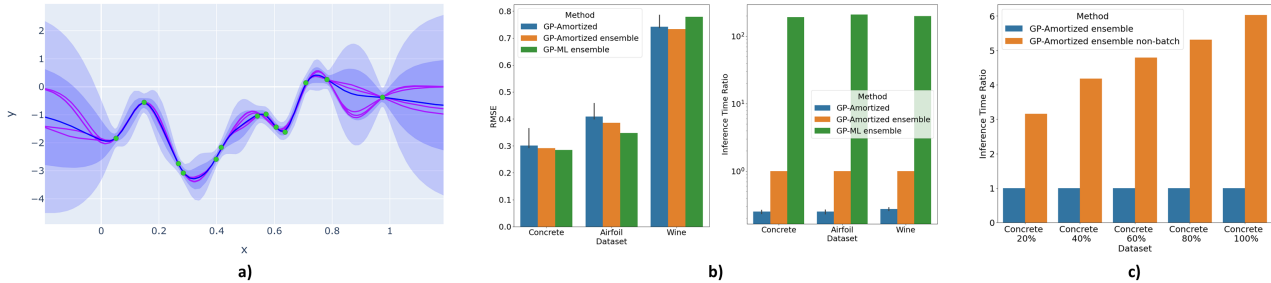 2
1
0
−1
−2
−3
−4
y
0
0.2
0.4
0.6
0.8
1
x
a)
0.8
0.7
0.6
0.5
0.4
0.3
0.2
0.1
0.0
RMSE
Method
GP-Amortized
GP-Amortized ensemble
GP-ML ensemble
Concrete
Airfoil
Wine
Dataset
10²
10¹
10⁰
Inference Time Ratio
Method
GP-Amortized
GP-Amortized ensemble
GP-ML ensemble
Concrete
Airfoil
Wine
Dataset
b)
6
5
4
3
2
1
0
Inference Time Ratio
Method
GP-Amortized ensemble
GP-Amortized ensemble non-batch
Concrete Concrete Concrete Concrete Concrete
20% 40% 60% 80% 100%
Dataset
c)